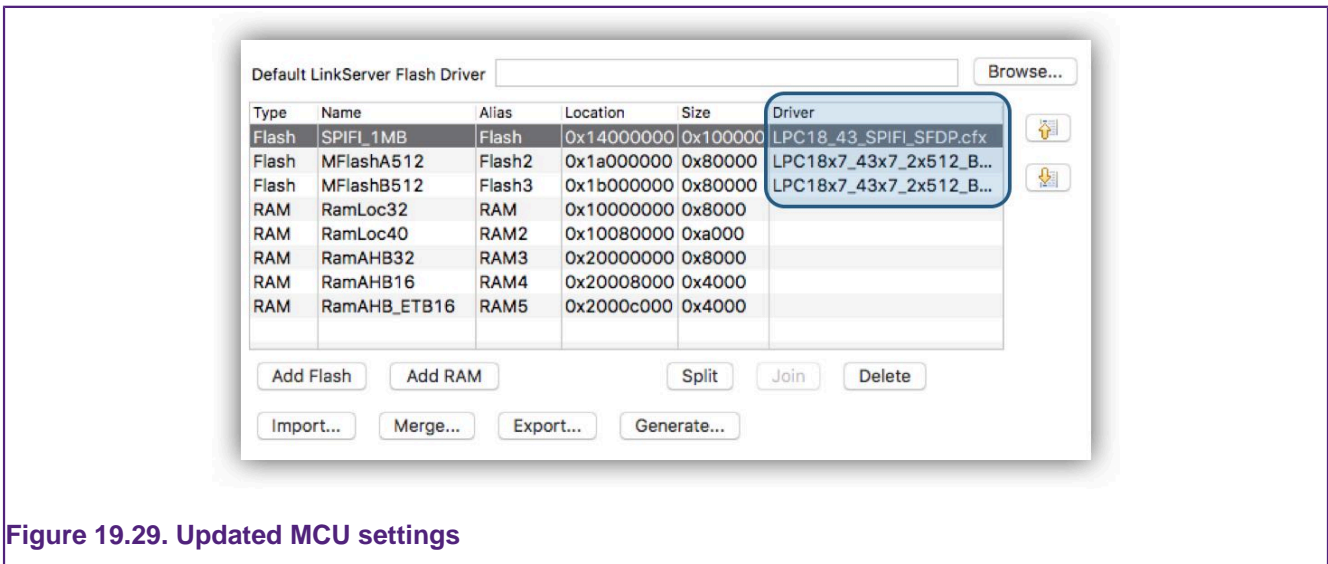 Default LinkServer Flash Driver Browse...
Type Name Alias Location Size Driver
Flash SPIFI_1MB Flash 0x14000000 0x100000 LPC18_43_SPIFI_SFDP.cfx
Flash MFlashA512 Flash2 0x1a000000 0x80000 LPC18x7_43x7_2x512_B...
Flash MFlashB512 Flash3 0x1b000000 0x80000 LPC18x7_43x7_2x512_B...
RAM RamLoc32 RAM 0x10000000 0x8000
RAM RamLoc40 RAM2 0x10080000 0xa000
RAM RamAHB32 RAM3 0x20000000 0x8000
RAM RamAHB16 RAM4 0x20008000 0x4000
RAM RamAHB_ETB16 RAM5 0x2000c000 0x4000
Add Flash Add RAM Split Join Delete
Import... Merge... Export... Generate...
Figure 19.29. Updated MCU settings